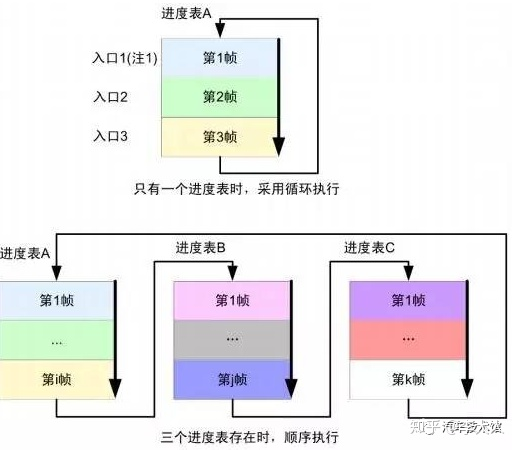 进度表A
入口1(注1)
第1帧
入口2
第2帧
入口3
第3帧
只有一个进度表时，采用循环执行
进度表A
进度表B
进度表C
第1帧
第1帧
第1帧
...
...
...
第i帧
第j帧
第k帧
三个进度表存在时，顺序执行
知乎
汽车技术馆